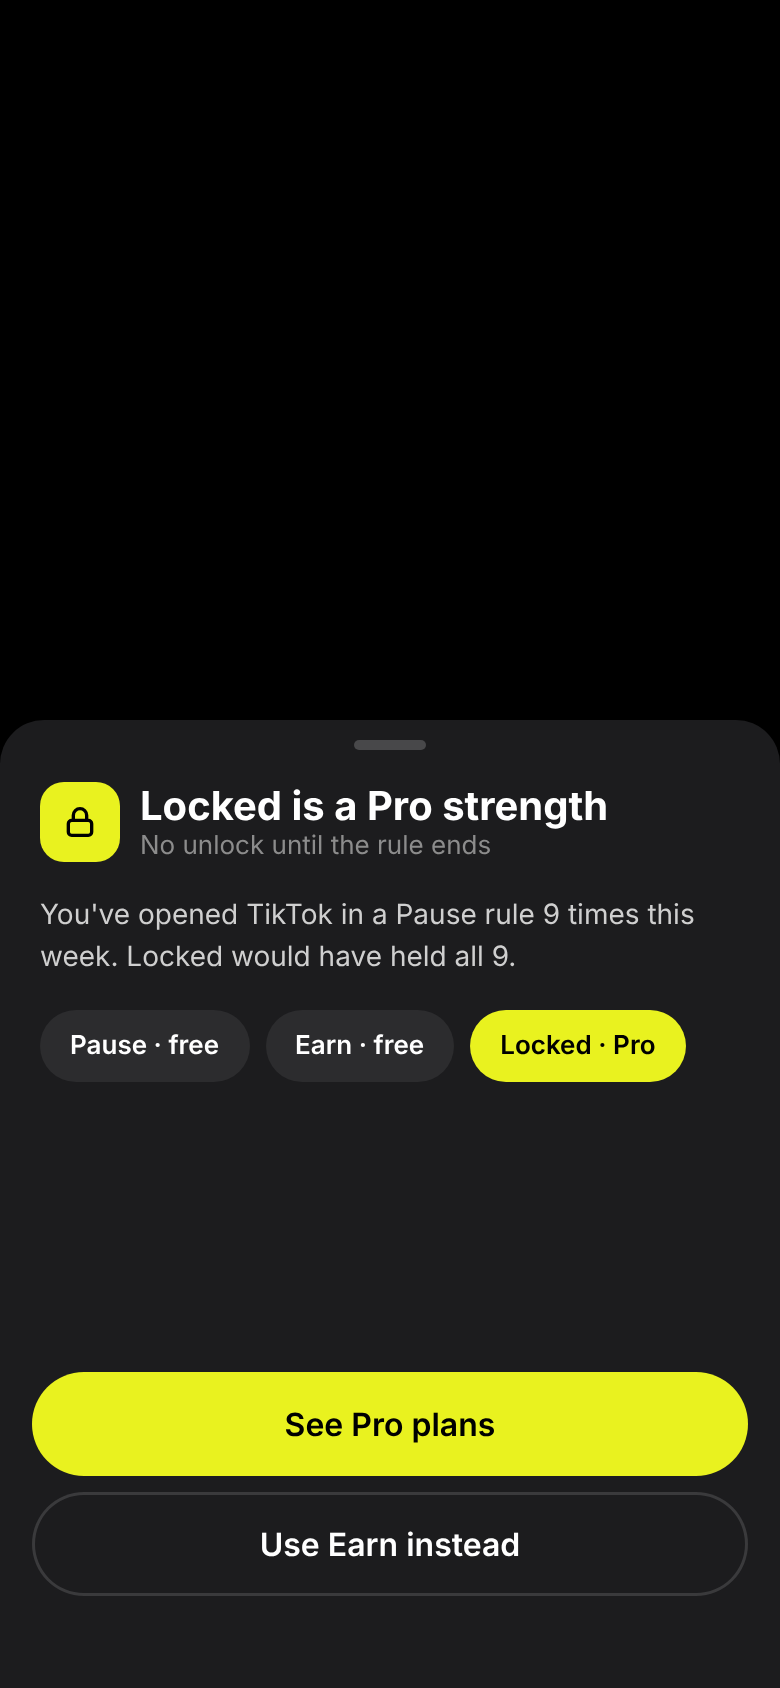 Locked is a Pro strength
No unlock until the rule ends
You've opened TikTok in a Pause rule 9 times this
week. Locked would have held all 9.
Pause · free
Earn · free
Locked · Pro
See Pro plans
Use Earn instead